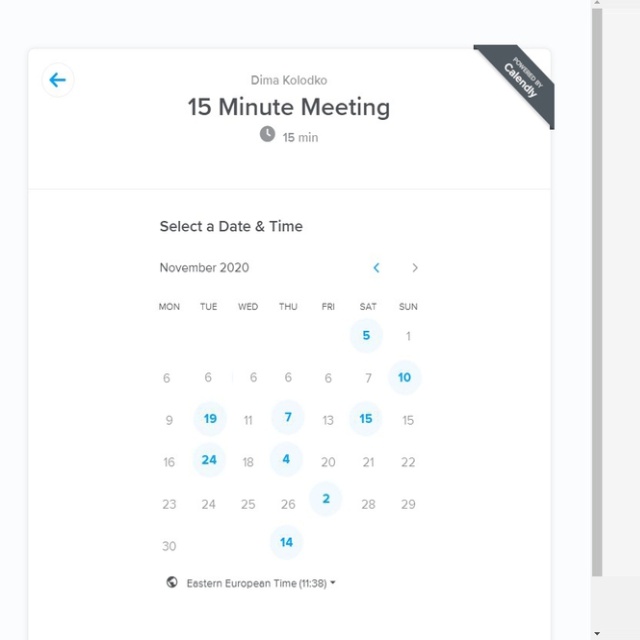 POWERED BY
Calendly
Dima Kolodko
15 Minute Meeting
15 min
Select a Date & Time
November 2020
MON TUE WED THU FRI SAT SUN
5 1
6 6 6 6 6 7 10
9 19 11 7 13 15 15
16 24 18 4 20 21 22
23 24 25 26 2 28 29
30 14
Eastern European Time (11:38)